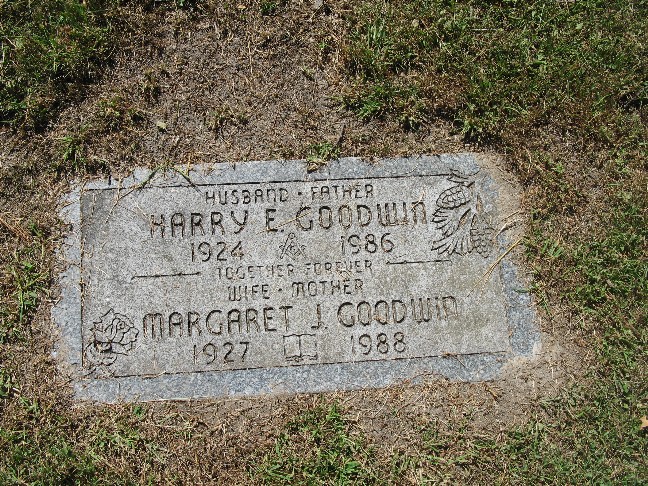 HUSBAND · FATHER
HARRY E. GOODWIN
1924 1986
TOGETHER FOREVER
WIFE · MOTHER
MARGARET J. GOODWIN
1927 1988